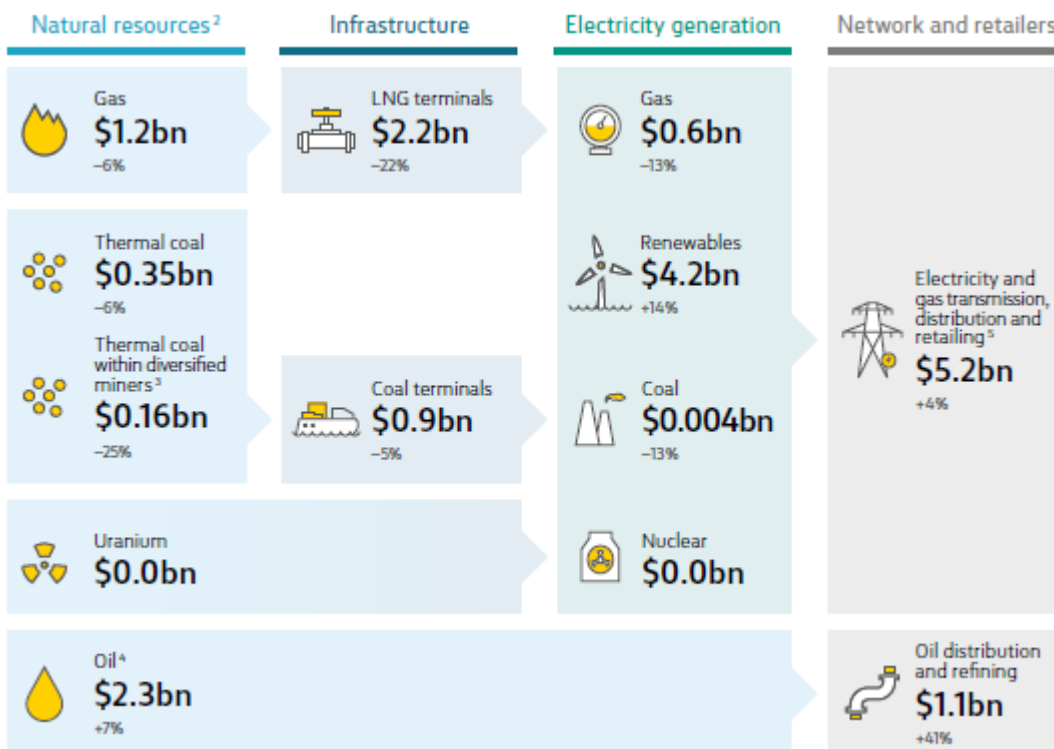 Natural resources²
Infrastructure
Electricity generation
Network and retailers
Gas
$1.2bn
–6%
LNG terminals
$2.2bn
–22%
Gas
$0.6bn
–13%
Thermal coal
$0.35bn
–6%
Thermal coal
within diversified
miners³
$0.16bn
–25%
Coal terminals
$0.9bn
–5%
Renewables
$4.2bn
+14%
Coal
$0.004bn
–13%
Electricity and
gas transmission,
distribution and
retailing⁵
$5.2bn
+4%
Uranium
$0.0bn
Nuclear
$0.0bn
Oil⁴
$2.3bn
+7%
Oil distribution
and refining
$1.1bn
+41%